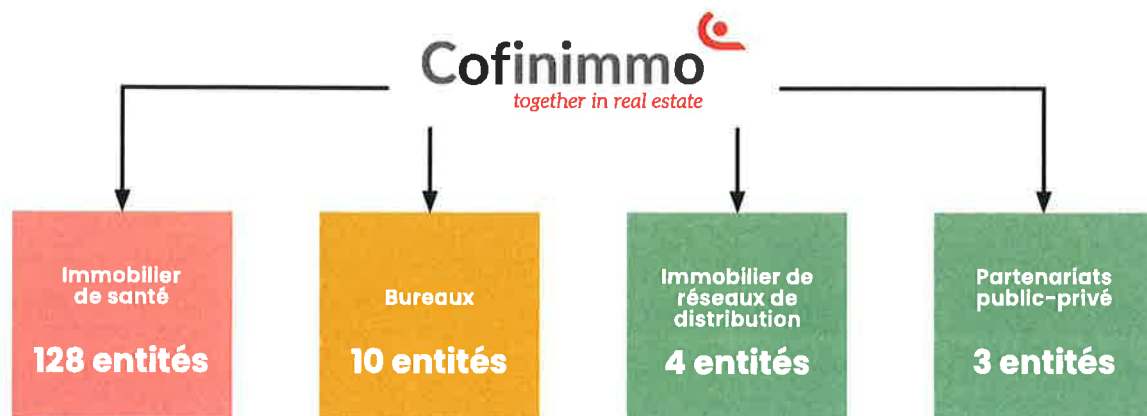 Cofinimmo
together in real estate
Immobilier
de santé
128 entités
Bureaux
10 entités
Immobilier de
réseaux de
distribution
4 entités
Partenariats
public-privé
3 entités